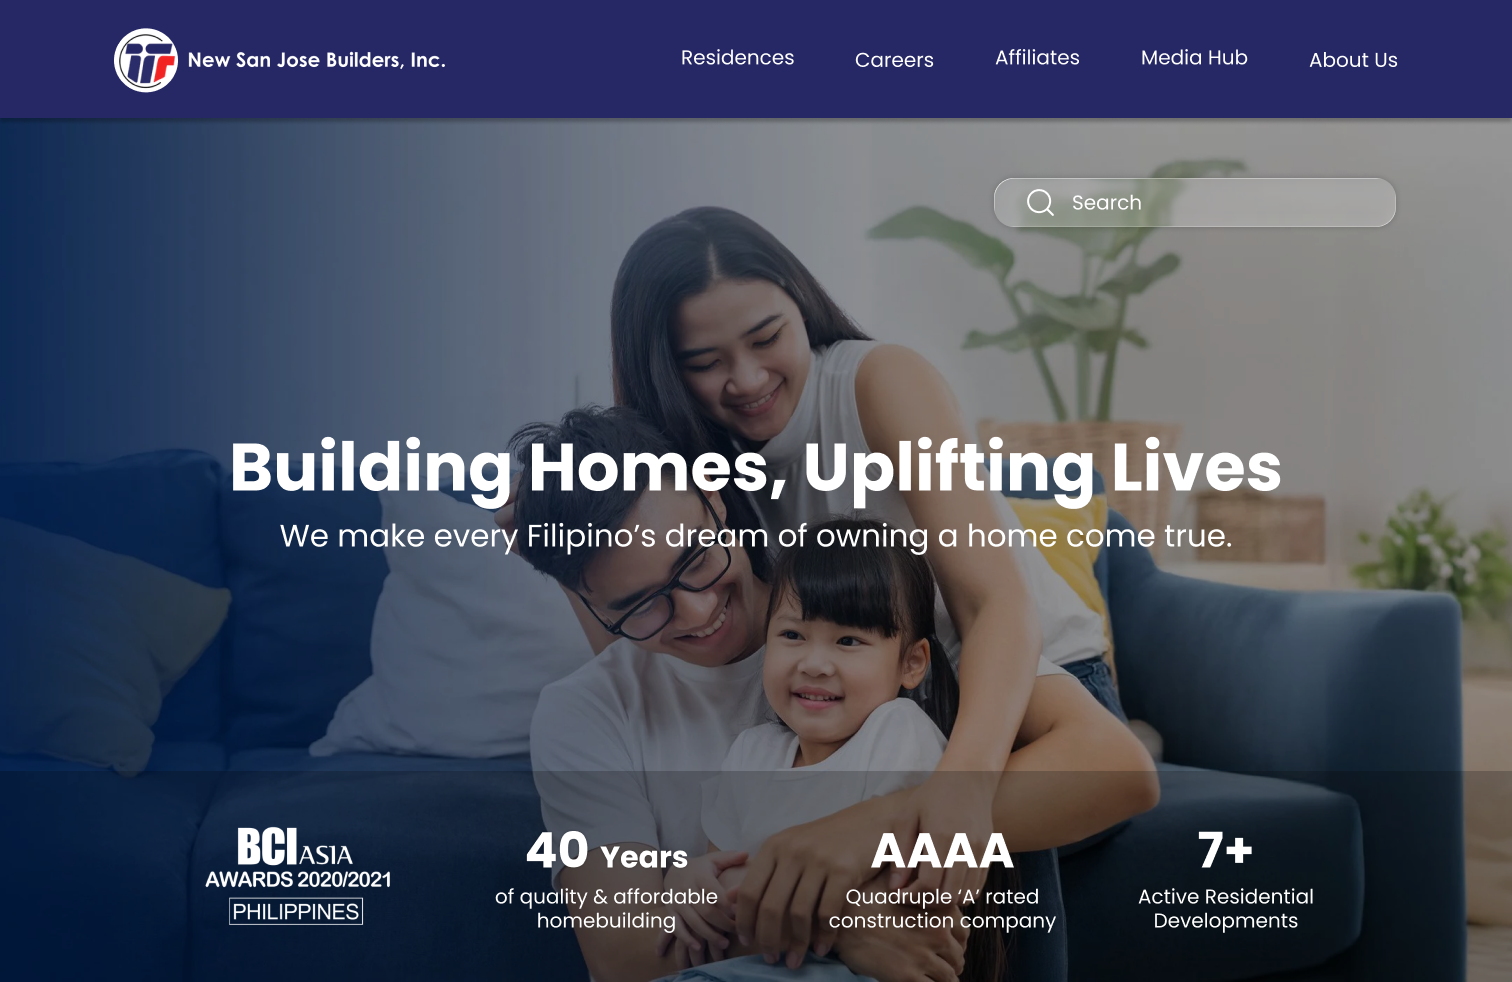 New San Jose Builders, Inc.
Residences
Careers
Affiliates
Media Hub
About Us
Search
Building Homes, Uplifting Lives
We make every Filipino’s dream of owning a home come true.
BCI ASIA
AWARDS 2020/2021
PHILIPPINES
40 Years
of quality & affordable
homebuilding
AAAA
Quadruple ‘A’ rated
construction company
7+
Active Residential
Developments